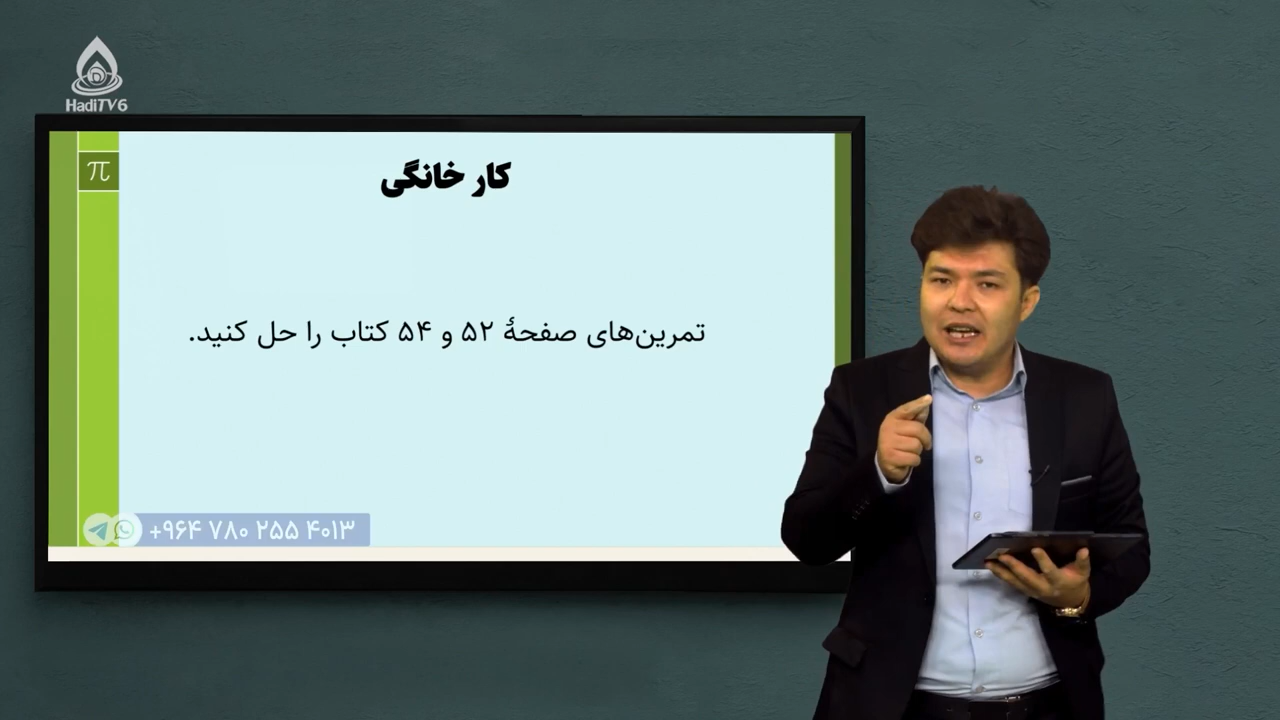 HadiTV6
π
کار خانگی
تمرین‌های صفحهٔ ۵۲ و ۵۴ کتاب را حل کنید.
+۹۶۴ ۷۸۰ ۲۵۵ ۴۰۱۳